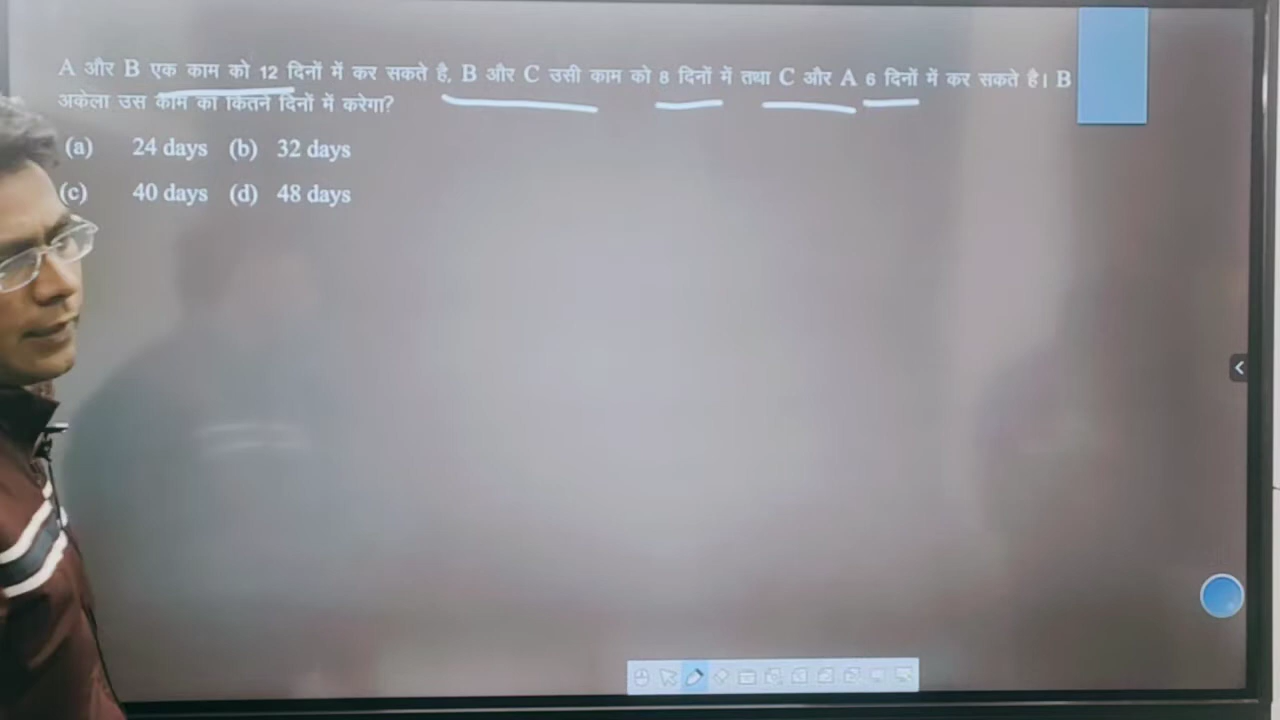 A और B एक काम को 12 दिनों में कर सकते है, B और C उसी काम को 8 दिनों में तथा C और A 6 दिनों में कर सकते है। B
अकेला उस काम को कितने दिनों में करेगा?
(a) 24 days (b) 32 days
(c) 40 days (d) 48 days